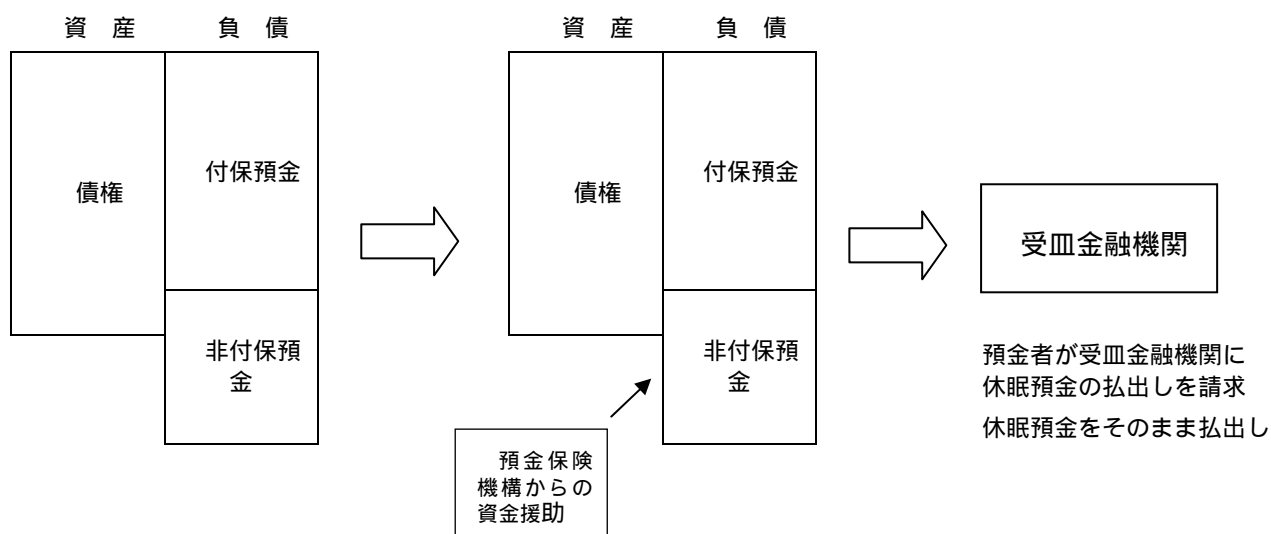 資 産 負 債
債権
付保預金
非付保預
金
資 産 負 債
債権
付保預金
非付保預
金
預金保険
機構からの
資金援助
受皿金融機関
預金者が受皿金融機関に
休眠預金の払出しを請求
休眠預金をそのまま払出し